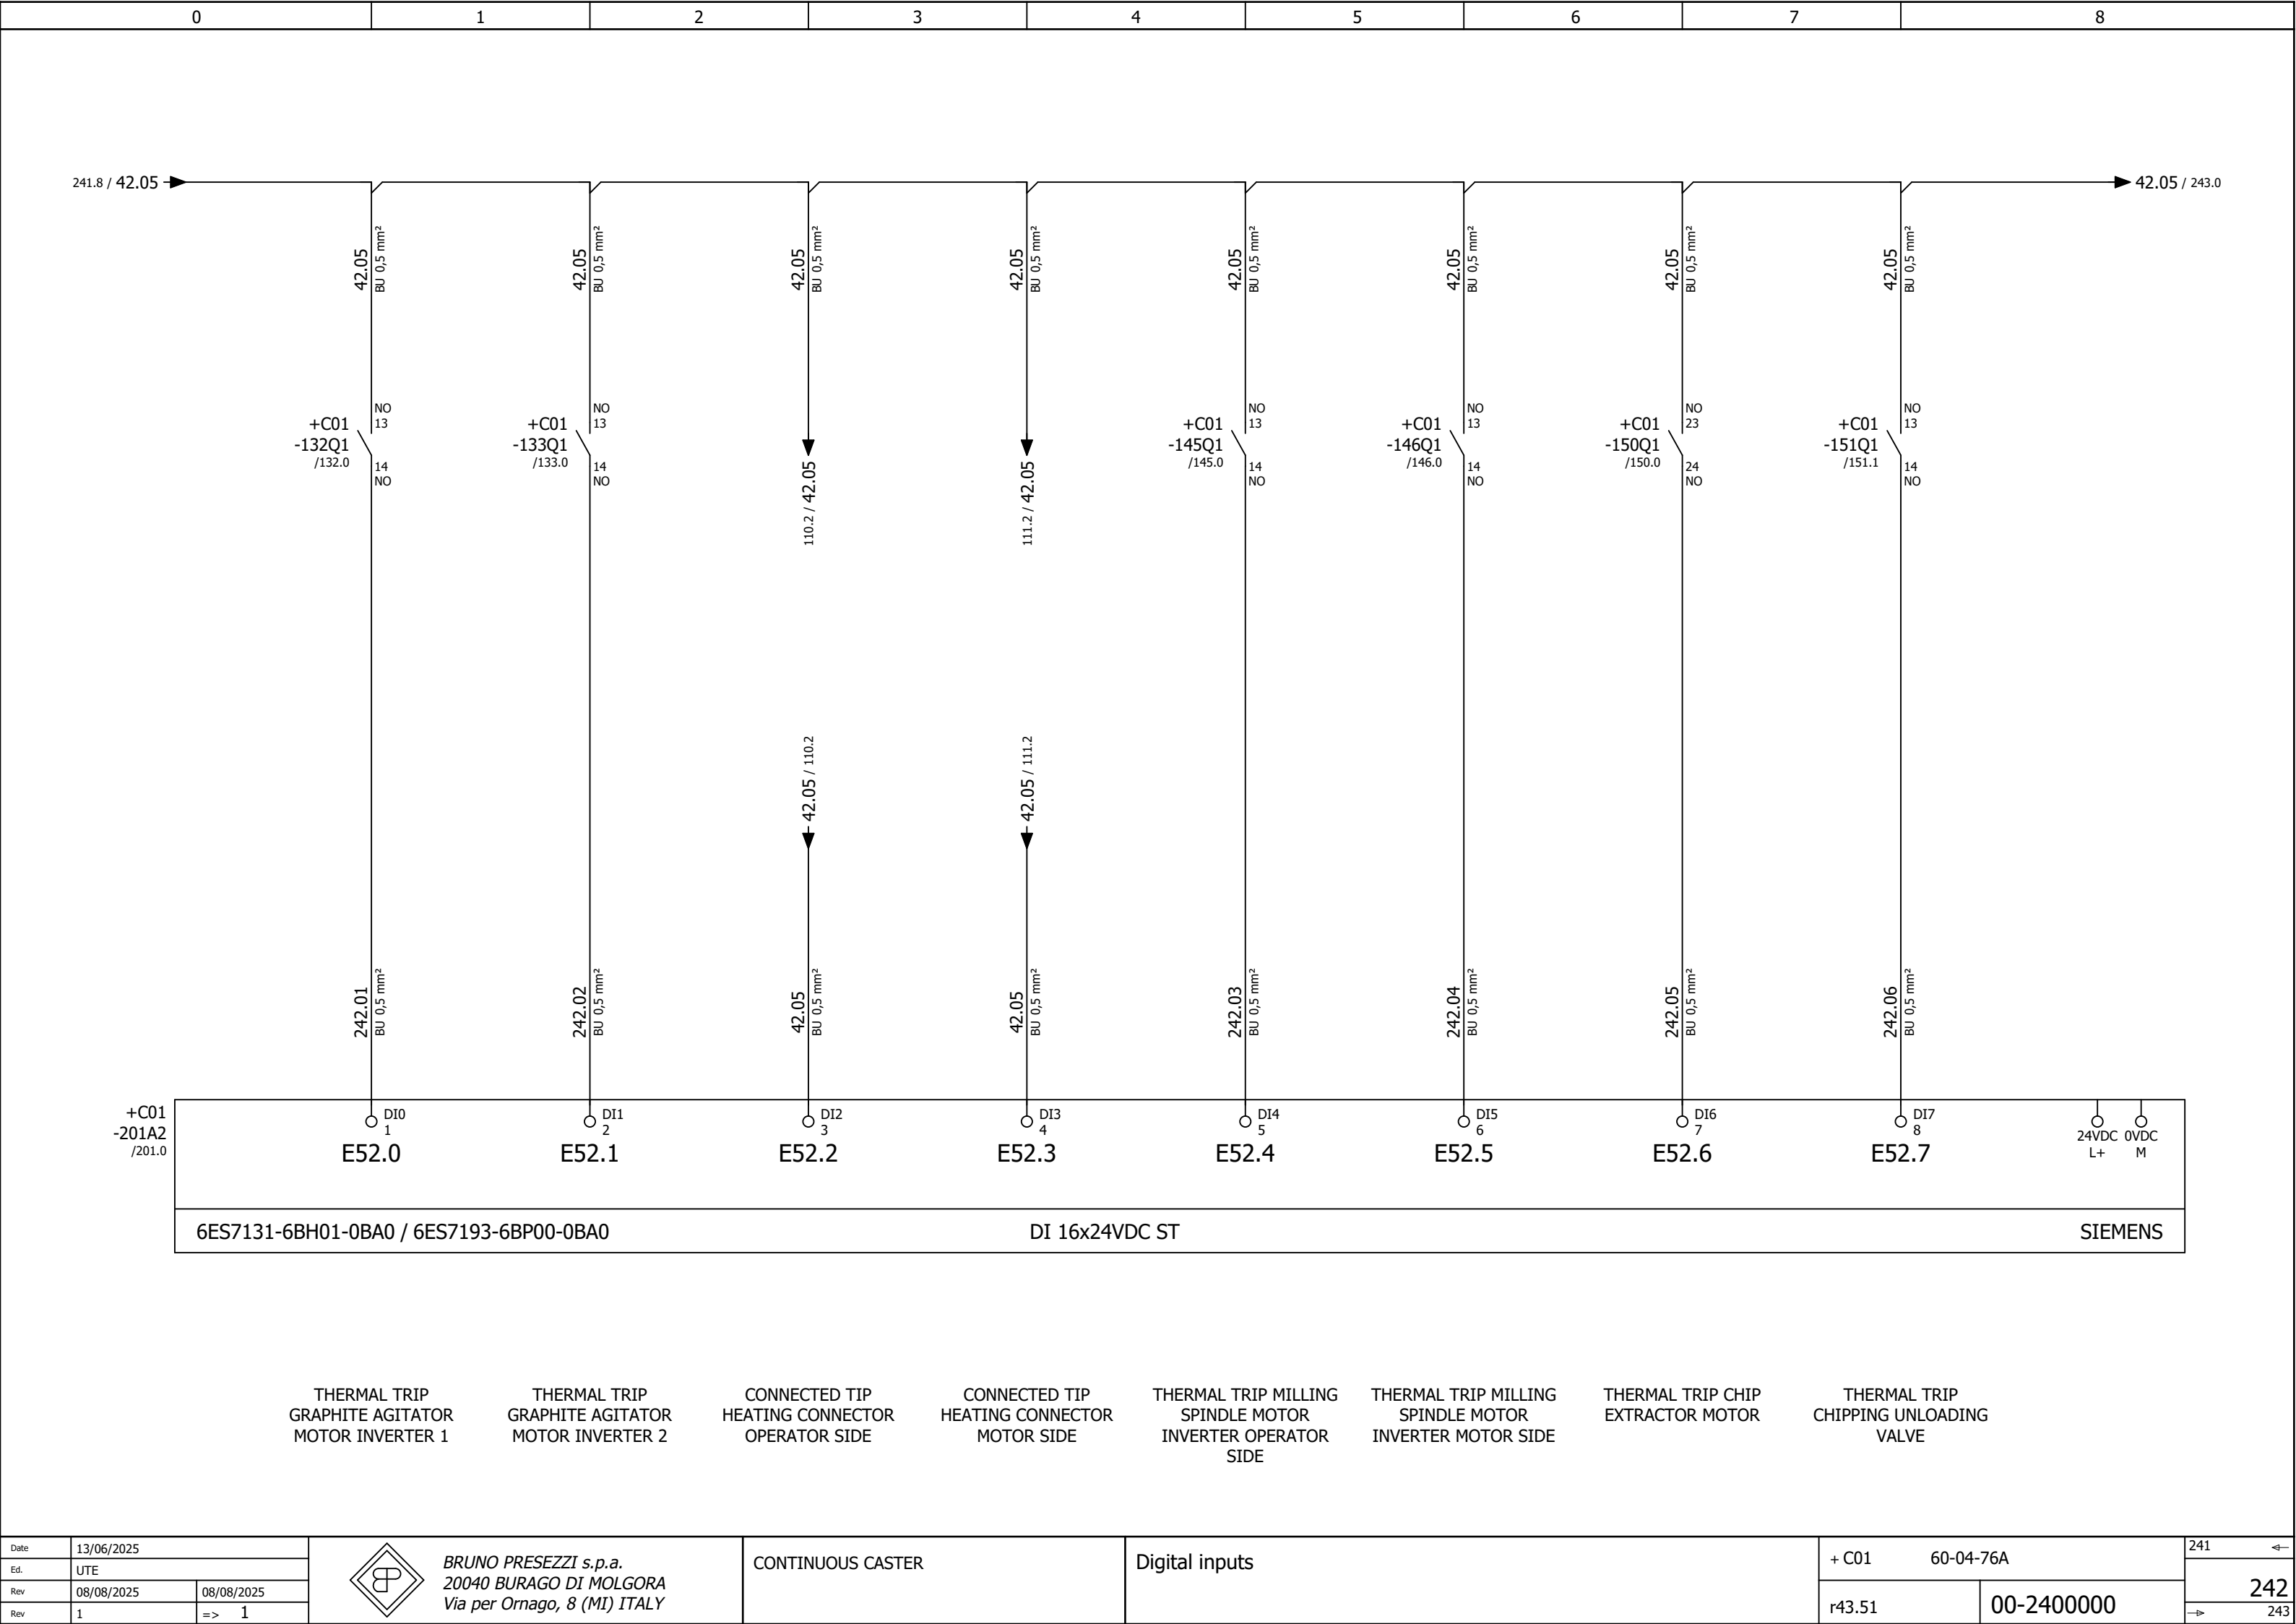 0 1 2 3 4 5 6 7 8
241.8 / 42.05
42.05 / 243.0
42.05 BU 0,5 mm²
42.05 BU 0,5 mm²
42.05 BU 0,5 mm²
42.05 BU 0,5 mm²
42.05 BU 0,5 mm²
42.05 BU 0,5 mm²
42.05 BU 0,5 mm²
42.05 BU 0,5 mm²
+C01
-132Q1
/132.0
NO
13
14
NO
+C01
-133Q1
/133.0
NO
13
14
NO
110.2 / 42.05
111.2 / 42.05
+C01
-145Q1
/145.0
NO
13
14
NO
+C01
-146Q1
/146.0
NO
13
14
NO
+C01
-150Q1
/150.0
NO
23
24
NO
+C01
-151Q1
/151.1
NO
13
14
NO
42.05 / 110.2
42.05 / 111.2
242.01 BU 0,5 mm²
242.02 BU 0,5 mm²
42.05 BU 0,5 mm²
42.05 BU 0,5 mm²
242.03 BU 0,5 mm²
242.04 BU 0,5 mm²
242.05 BU 0,5 mm²
242.06 BU 0,5 mm²
+C01
-201A2
/201.0
DI0
1
E52.0
DI1
2
E52.1
DI2
3
E52.2
DI3
4
E52.3
DI4
5
E52.4
DI5
6
E52.5
DI6
7
E52.6
DI7
8
E52.7
24VDC 0VDC
L+ M
6ES7131-6BH01-0BA0 / 6ES7193-6BP00-0BA0
DI 16x24VDC ST
SIEMENS
THERMAL TRIP
GRAPHITE AGITATOR
MOTOR INVERTER 1
THERMAL TRIP
GRAPHITE AGITATOR
MOTOR INVERTER 2
CONNECTED TIP
HEATING CONNECTOR
OPERATOR SIDE
CONNECTED TIP
HEATING CONNECTOR
MOTOR SIDE
THERMAL TRIP MILLING
SPINDLE MOTOR
INVERTER OPERATOR
SIDE
THERMAL TRIP MILLING
SPINDLE MOTOR
INVERTER MOTOR SIDE
THERMAL TRIP CHIP
EXTRACTOR MOTOR
THERMAL TRIP
CHIPPING UNLOADING
VALVE
Date 13/06/2025
Ed. UTE
Rev 08/08/2025 08/08/2025
Rev 1 => 1
BRUNO PRESEZZI s.p.a.
20040 BURAGO DI MOLGORA
Via per Ornago, 8 (MI) ITALY
CONTINUOUS CASTER
Digital inputs
+ C01 60-04-76A
r43.51 00-2400000
241
242
243